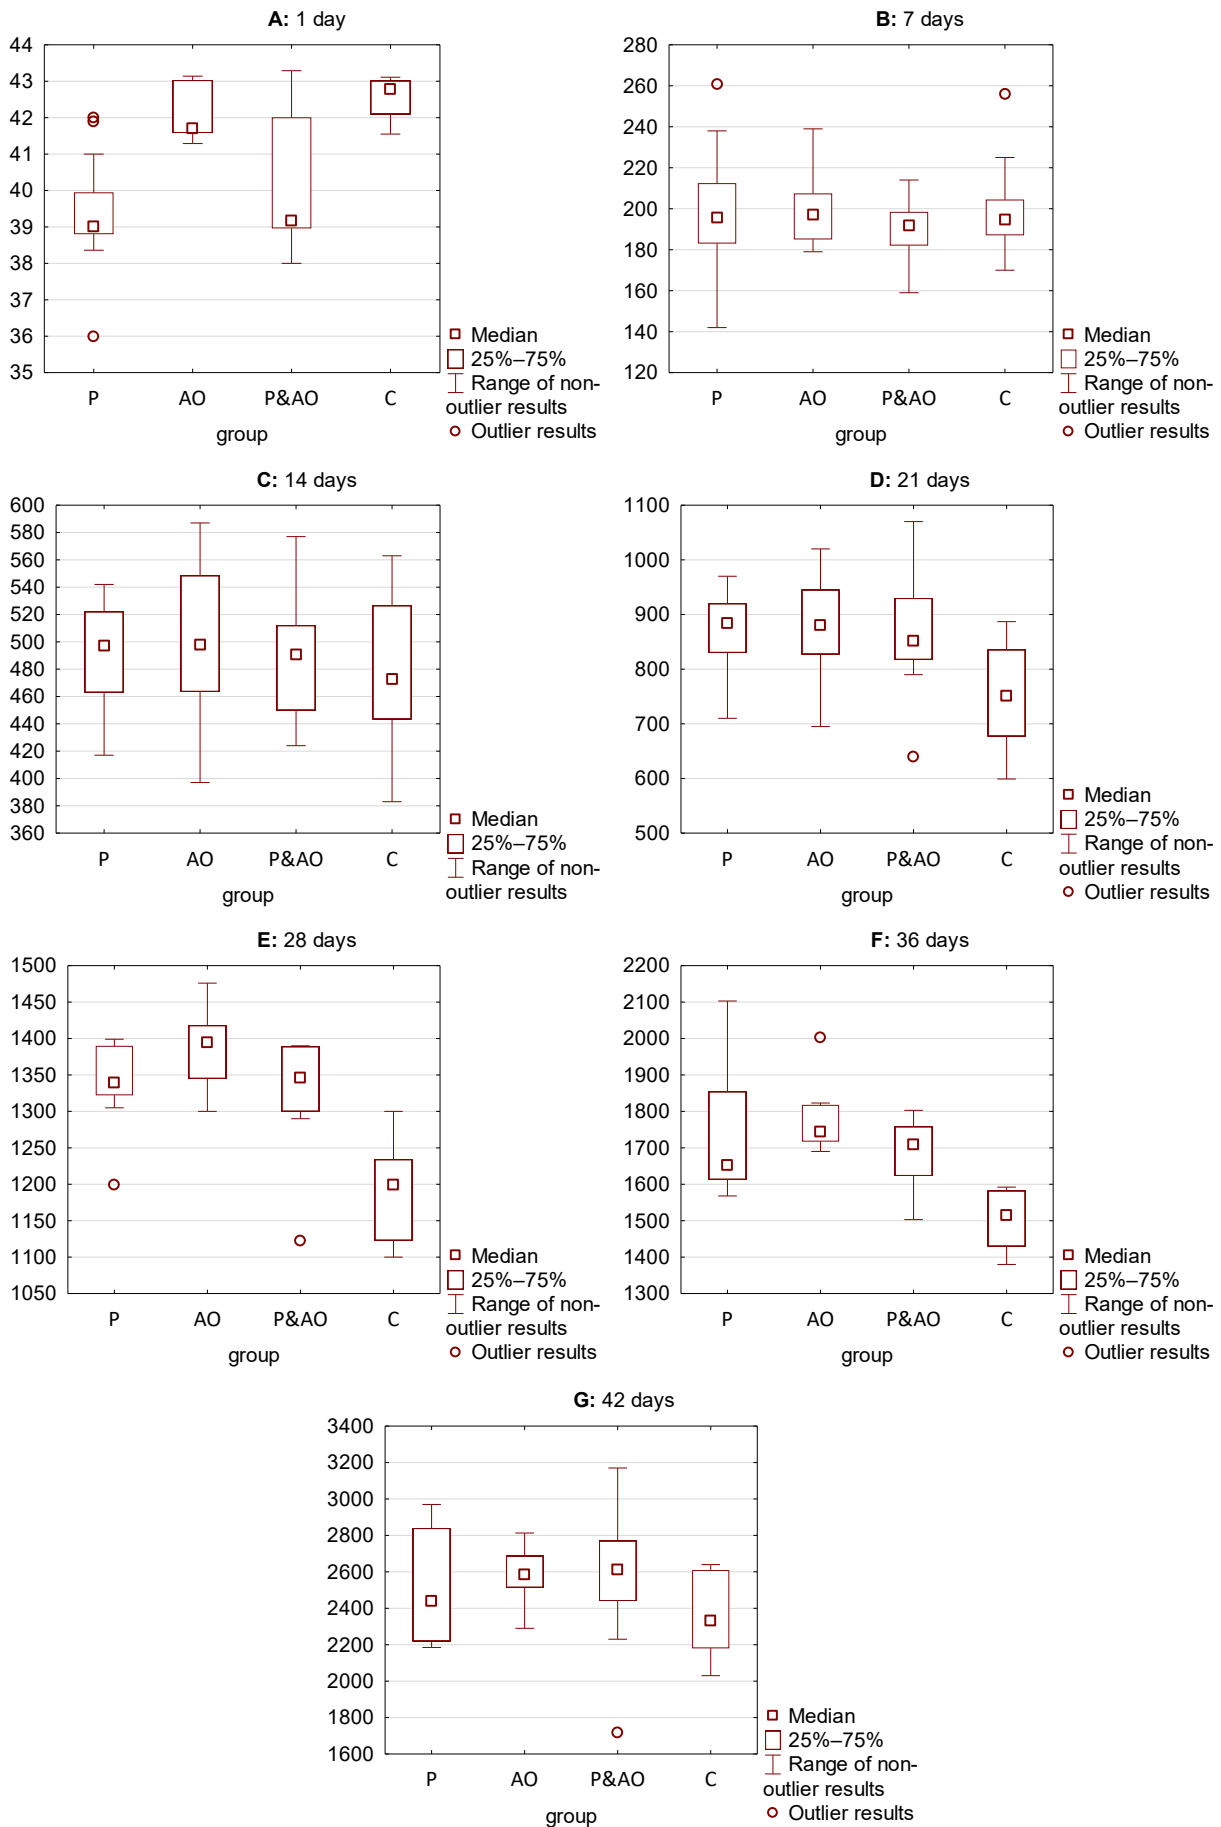 A: 1 day
44
43
42
41
40
39
38
37
36
35
P AO P&AO C
group
Median
25%–75%
Range of non-
outlier results
Outlier results
B: 7 days
280
260
240
220
200
180
160
140
120
P AO P&AO C
group
Median
25%–75%
Range of non-
outlier results
Outlier results
C: 14 days
600
580
560
540
520
500
480
460
440
420
400
380
360
P AO P&AO C
group
Median
25%–75%
Range of non-
outlier results
D: 21 days
1100
1000
900
800
700
600
500
P AO P&AO C
group
Median
25%–75%
Range of non-
outlier results
Outlier results
E: 28 days
1500
1450
1400
1350
1300
1250
1200
1150
1100
1050
P AO P&AO C
group
Median
25%–75%
Range of non-
outlier results
Outlier results
F: 36 days
2200
2100
2000
1900
1800
1700
1600
1500
1400
1300
P AO P&AO C
group
Median
25%–75%
Range of non-
outlier results
Outlier results
G: 42 days
3400
3200
3000
2800
2600
2400
2200
2000
1800
1600
P AO P&AO C
group
Median
25%–75%
Range of non-
outlier results
Outlier results